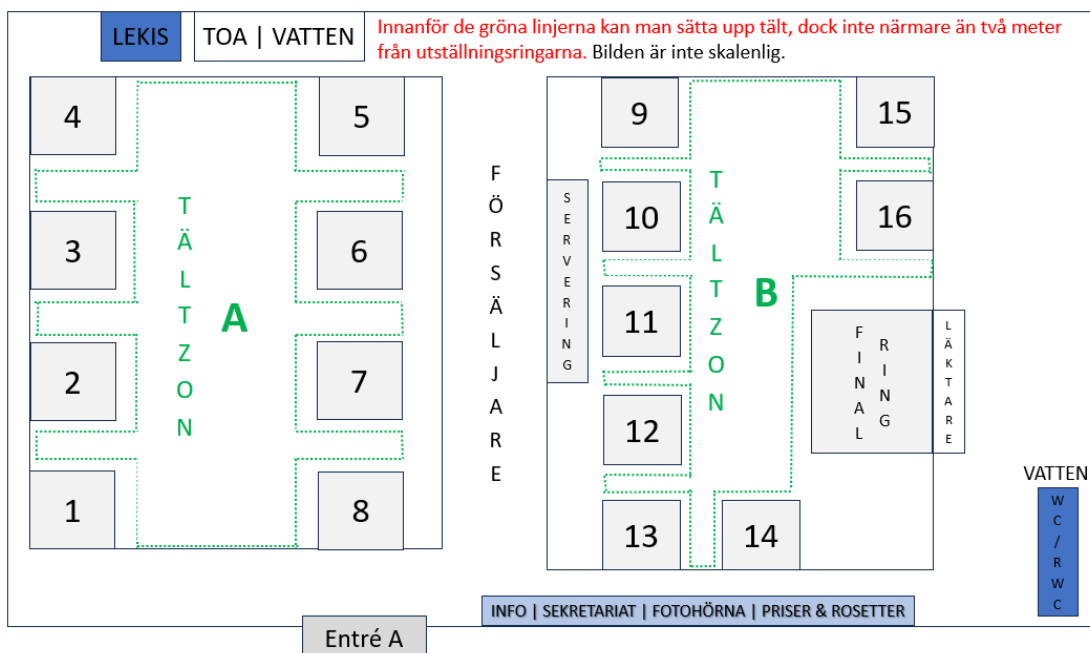 LEKIS
TOA | VATTEN
Innanför de gröna linjerna kan man sätta upp tält, dock inte närmare än två meter
från utställningsringarna. Bilden är inte skalenlig.
4
5
3
6
2
7
1
8
TÄLTZON
A
FÖRSÄLJARE
SERVERING
9
15
10
16
11
12
13
14
TÄLTZON
B
FINAL
RING
LÄKTARE
VATTEN
WC/RWC
INFO | SEKRETARIAT | FOTOHÖRNA | PRISER & ROSETTER
Entré A